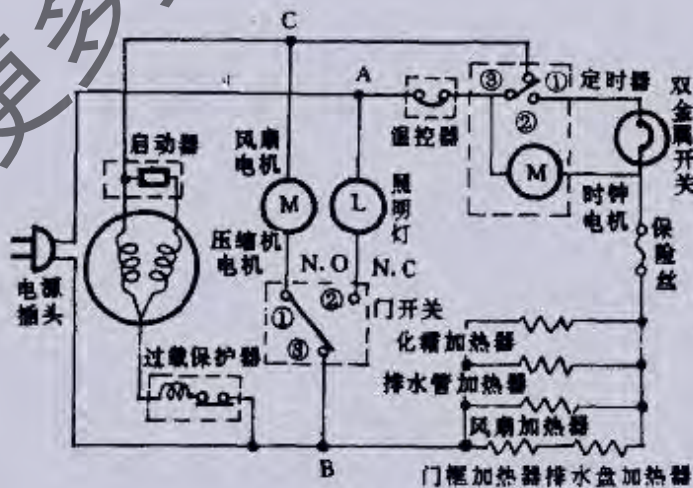 更多
C
A
③
①
定时器
双金属开关
启动器
风扇电机
温控器
②
M
L
M
照明灯
时钟电机
压缩机电机
N.O
N.C
保险丝
电源插头
①
②
门开关
③
化霜加热器
过载保护器
排水管加热器
风扇加热器
B
门框加热器排水盘加热器